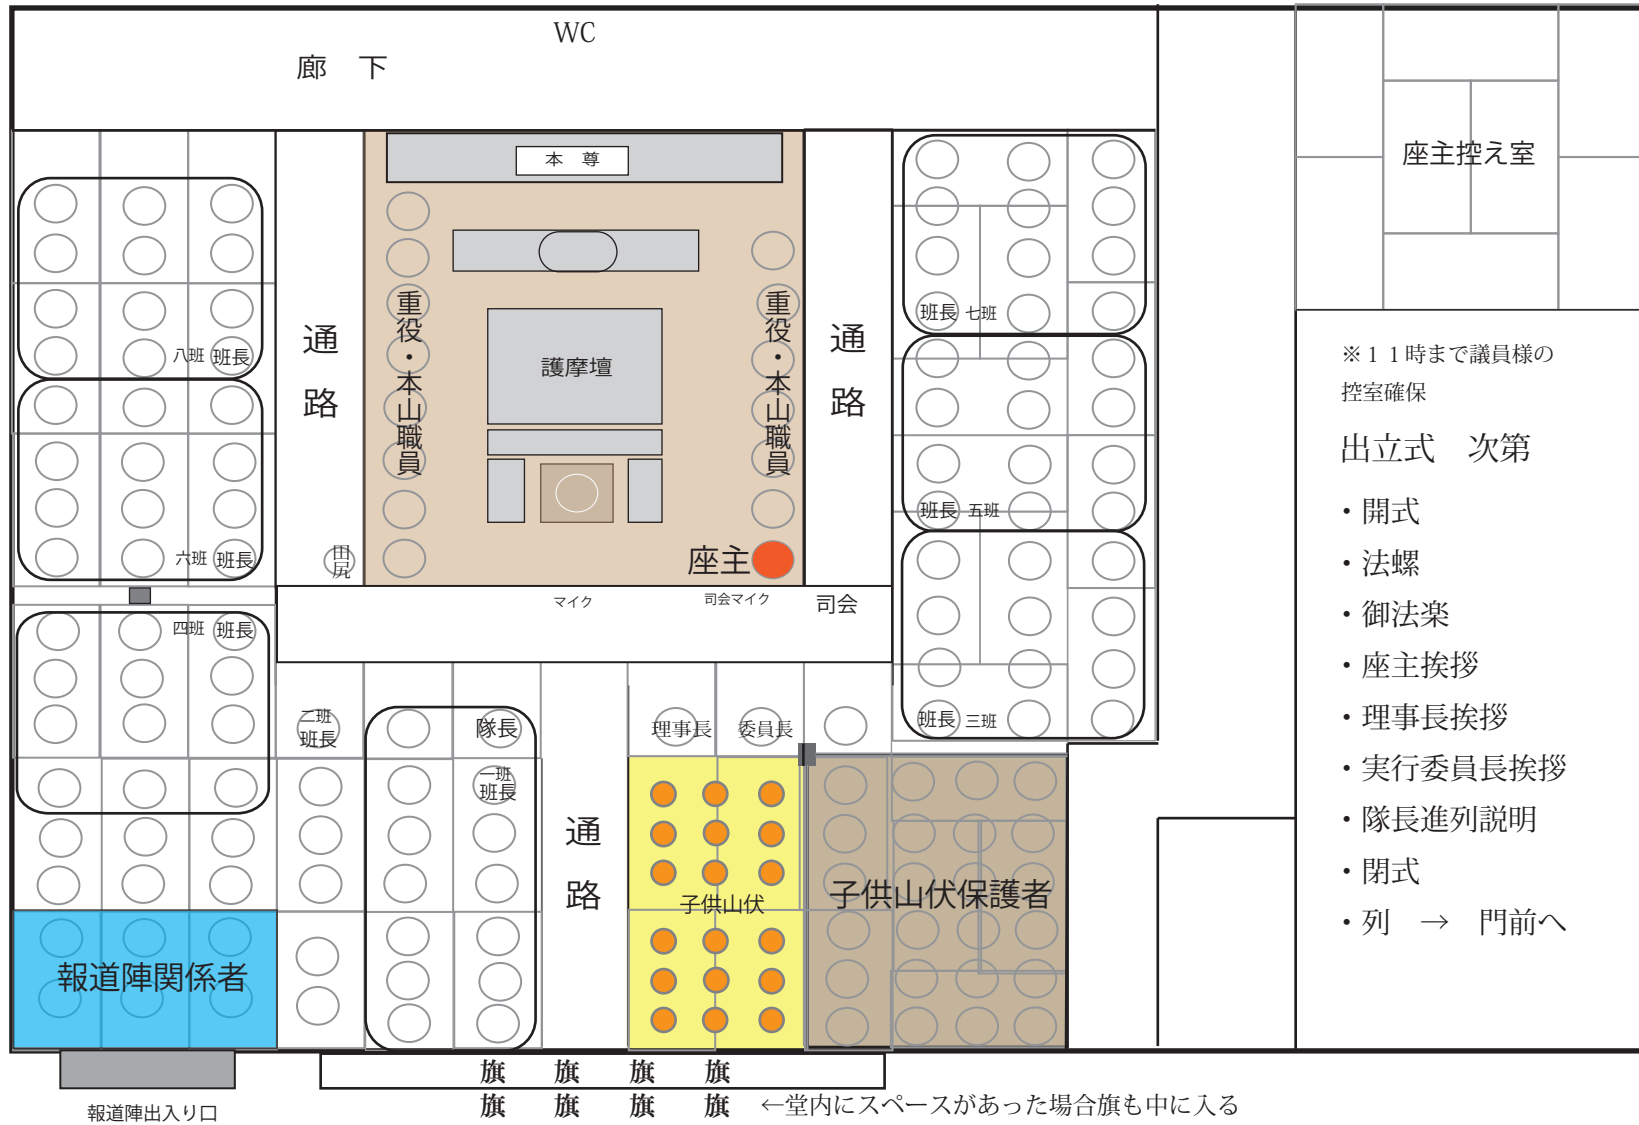 WC
廊　下
本　尊
座主控え室
重役・本山職員
重役・本山職員
通路
通路
護摩壇
班長 七班
八班 班長
※１１時まで議員様の
控室確保
出立式　次第
・開式
・法螺
・御法楽
・座主挨拶
・理事長挨拶
・実行委員長挨拶
・隊長進列説明
・閉式
・列　→　門前へ
班長 五班
六班 班長
田尻
座主
マイク
司会マイク
司会
四班 班長
二班
班長
隊長
一班
班長
理事長
委員長
班長 三班
通路
子供山伏
子供山伏保護者
報道陣関係者
旗　旗　旗　旗
旗　旗　旗　旗　←堂内にスペースがあった場合旗も中に入る
報道陣出入り口